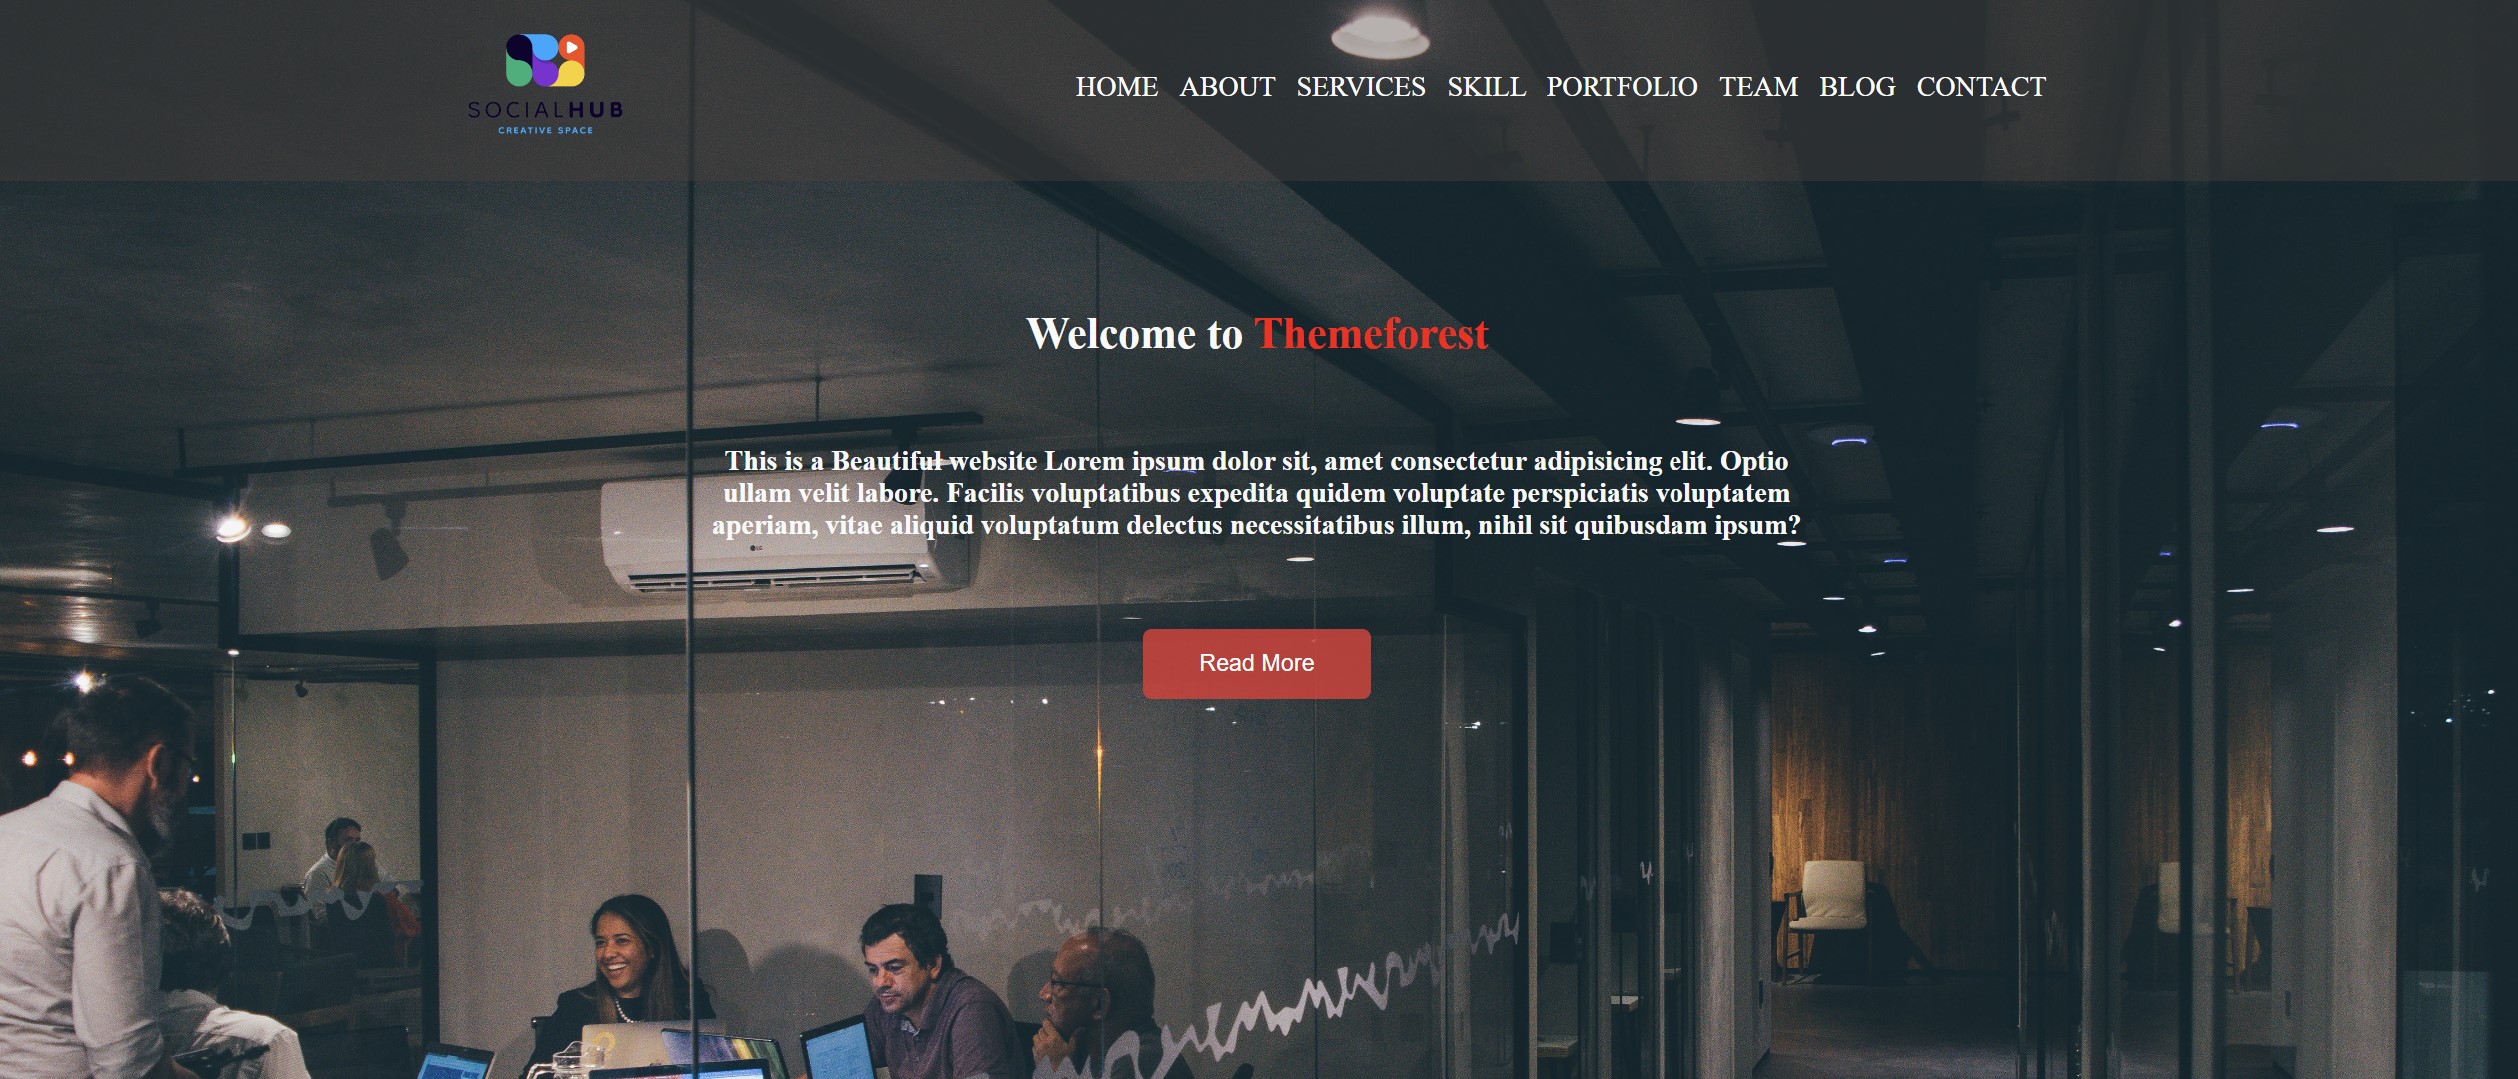 SOCIALHUB
CREATIVE SPACE
HOME ABOUT SERVICES SKILL PORTFOLIO TEAM BLOG CONTACT
Welcome to Themeforest
This is a Beautiful website Lorem ipsum dolor sit, amet consectetur adipisicing elit. Optio
ullam velit labore. Facilis voluptatibus expedita quidem voluptate perspiciatis voluptatem
aperiam, vitae aliquid voluptatum delectus necessitatibus illum, nihil sit quibusdam ipsum?
LG
Read More